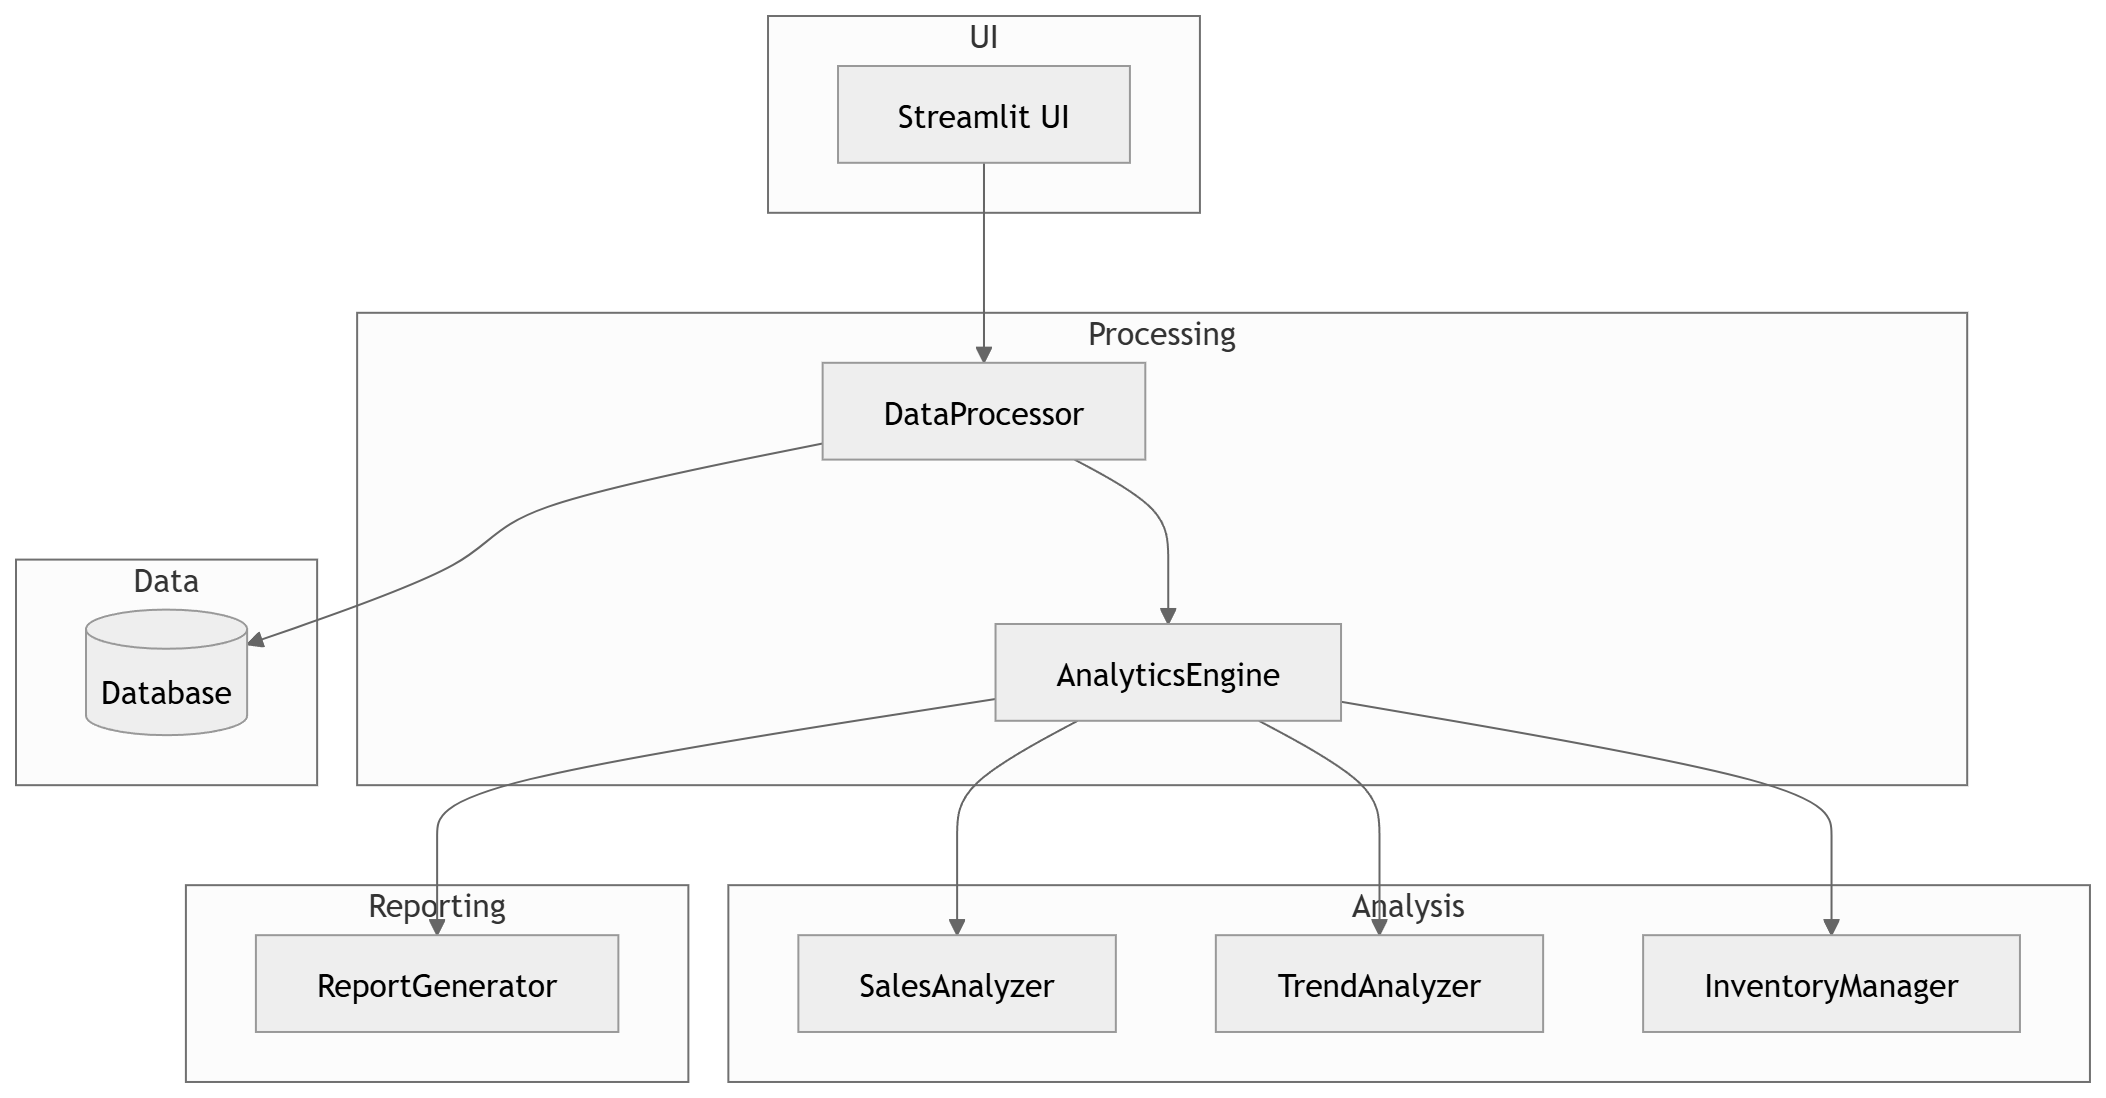 UI
Streamlit UI
Processing
DataProcessor
Data
Database
AnalyticsEngine
Reporting
ReportGenerator
Analysis
SalesAnalyzer
TrendAnalyzer
InventoryManager